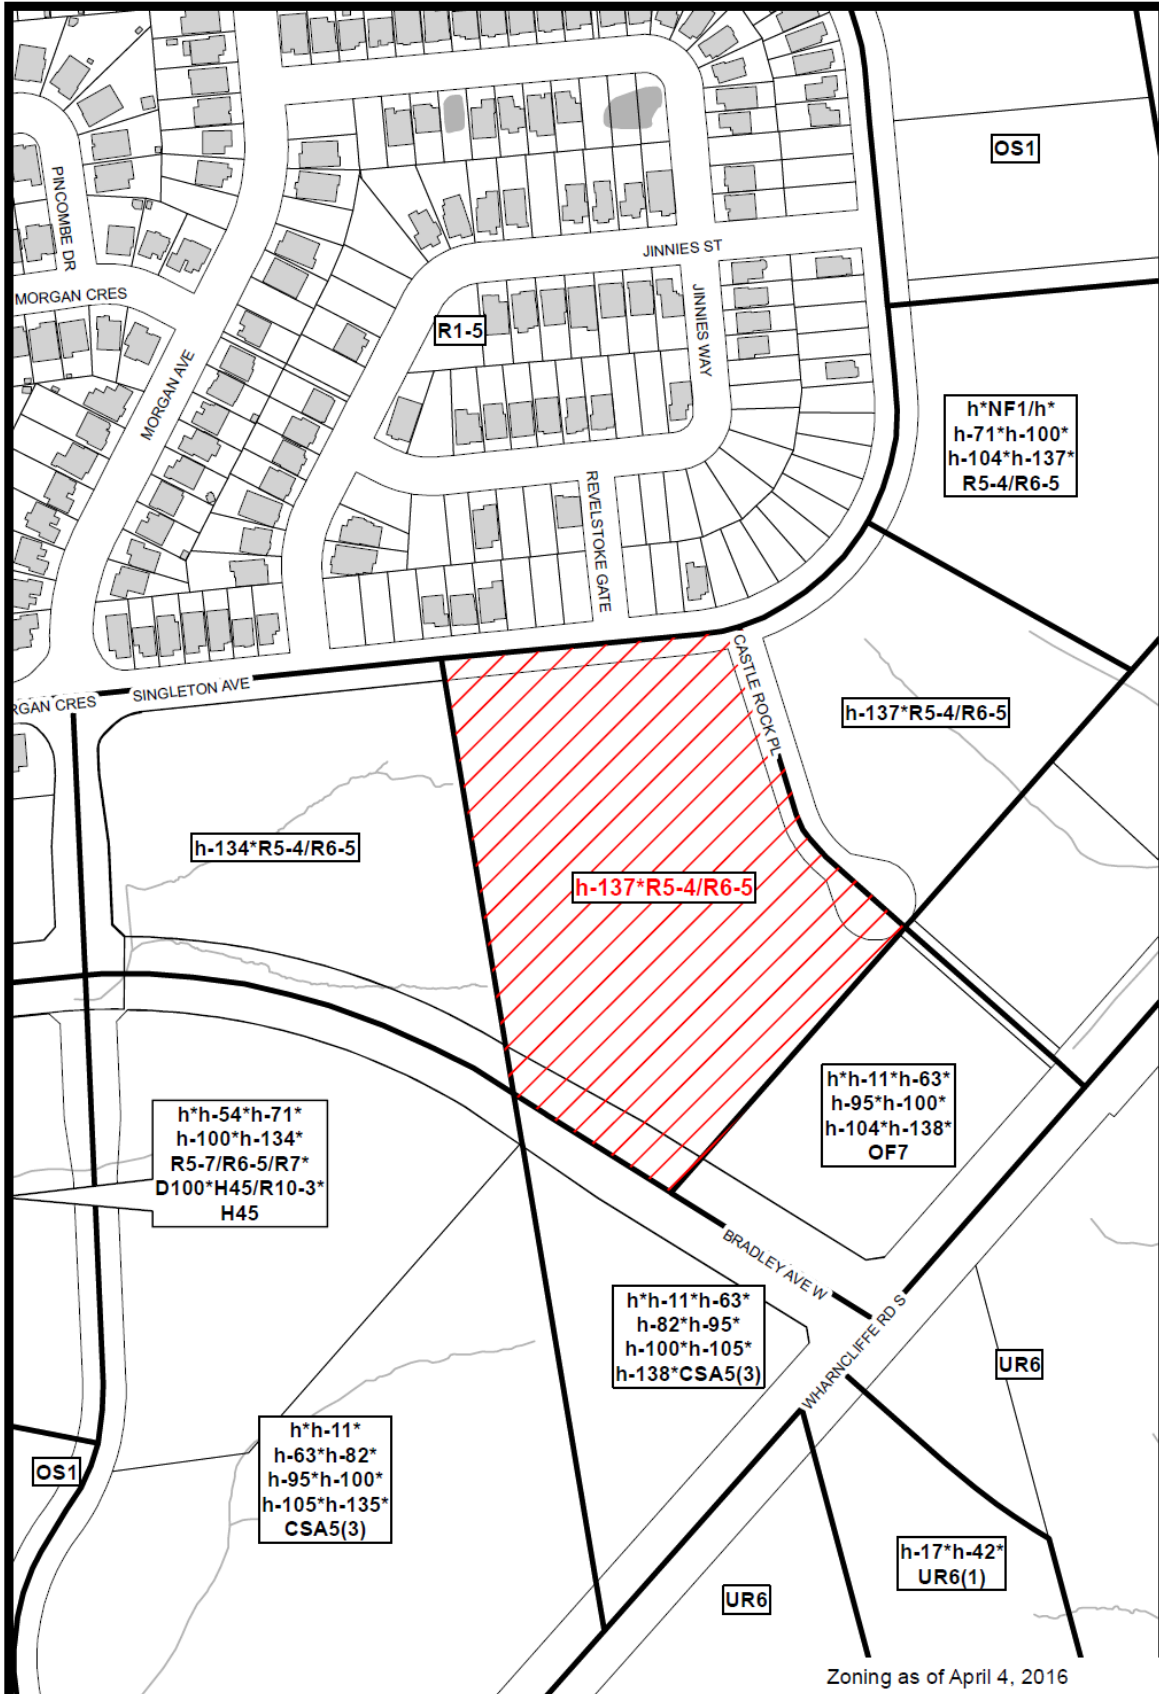 OS1
PINCOMBE DR
JINNIES ST
MORGAN CRES
JINNIES WAY
R1-5
MORGAN AVE
h*NF1/h*
h-71*h-100*
h-104*h-137*
R5-4/R6-5
REVELSTOKE GATE
CASTLE ROCK PL
SINGLETON AVE
RGAN CRES
h-137*R5-4/R6-5
h-134*R5-4/R6-5
h-137*R5-4/R6-5
h*h-11*h-63*
h-95*h-100*
h-104*h-138*
OF7
h*h-54*h-71*
h-100*h-134*
R5-7/R6-5/R7*
D100*H45/R10-3*
H45
BRADLEY AVE W
h*h-11*h-63*
h-82*h-95*
h-100*h-105*
h-138*CSA5(3)
WHARNCLIFFE RD S
UR6
h*h-11*
h-63*h-82*
h-95*h-100*
h-105*h-135*
CSA5(3)
OS1
h-17*h-42*
UR6(1)
UR6
Zoning as of April 4, 2016